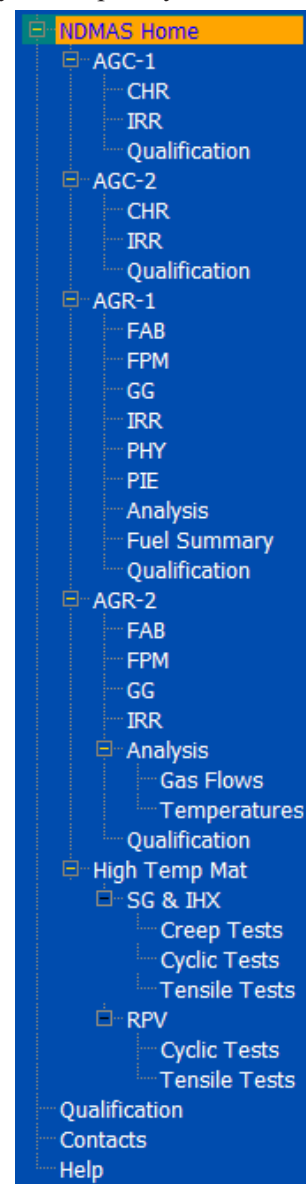 NDMAS Home
AGC-1
CHR
IRR
Qualification
AGC-2
CHR
IRR
Qualification
AGR-1
FAB
FPM
GG
IRR
PHY
PIE
Analysis
Fuel Summary
Qualification
AGR-2
FAB
FPM
GG
IRR
Analysis
Gas Flows
Temperatures
Qualification
High Temp Mat
SG & IHX
Creep Tests
Cyclic Tests
Tensile Tests
RPV
Cyclic Tests
Tensile Tests
Qualification
Contacts
Help